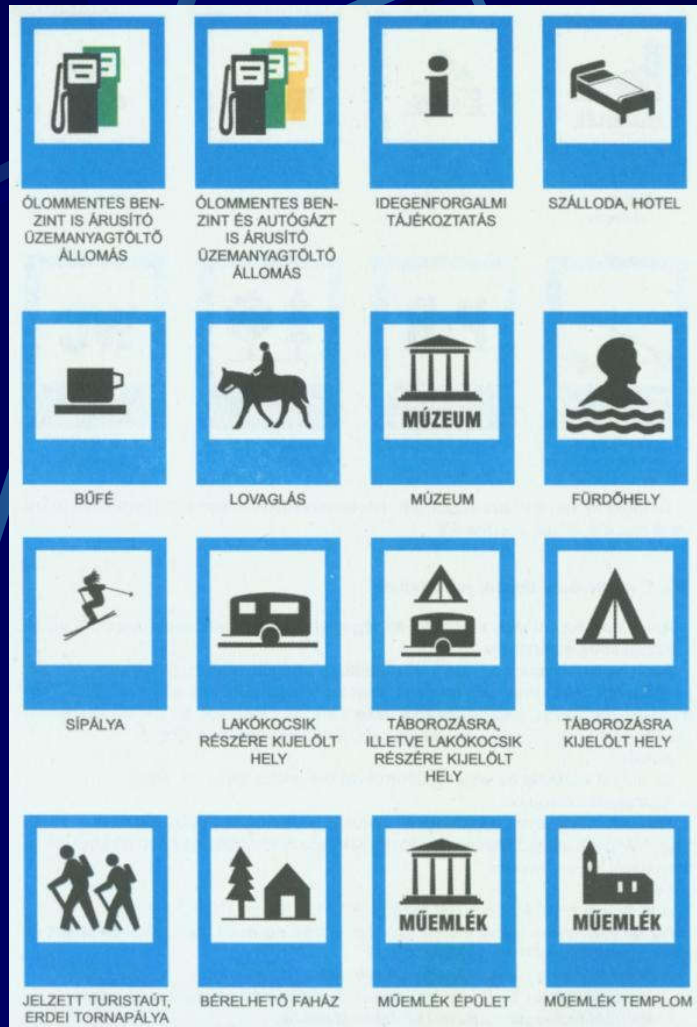 ÓLOMMENTES BEN-
ZINT IS ÁRUSÍTÓ
ÜZEMANYAGTÖLTŐ
ÁLLOMÁS
ÓLOMMENTES BEN-
ZINT ÉS AUTÓGÁZT
IS ÁRUSÍTÓ
ÜZEMANYAGTÖLTŐ
ÁLLOMÁS
IDEGENFORGALMI
TÁJÉKOZTATÁS
SZÁLLODA, HOTEL
MÚZEUM
BŰFÉ
LOVAGLÁS
MÚZEUM
FÜRDŐHELY
SÍPÁLYA
LAKÓKOCSIK
RÉSZÉRE KIJELÖLT
HELY
TÁBOROZÁSRA,
ILLETVE LAKÓKOCSIK
RÉSZÉRE KIJELÖLT
HELY
TÁBOROZÁSRA
KIJELÖLT HELY
MŰEMLÉK
MŰEMLÉK
JELZETT TURISTAÚT,
ERDEI TORNAPÁLYA
BÉRELHETŐ FAHÁZ
MŰEMLÉK ÉPÜLET
MŰEMLÉK TEMPLOM